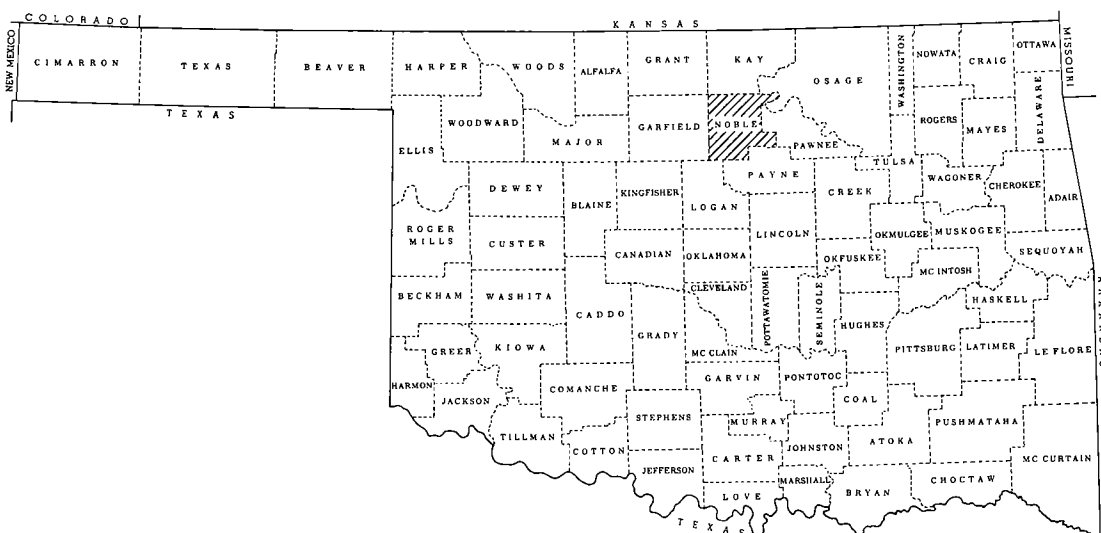 COLORADO
KANSAS
NEW MEXICO
CIMARRON
TEXAS
BEAVER
HARPER
WOODS
ALFALFA
GRANT
KAY
OSAGE
WASHINGTON
NOWATA
CRAIG
OTTAWA
MISSOURI
DELAWARE
TEXAS
ELLIS
WOODWARD
MAJOR
GARFIELD
NOBLE
PAWNEE
ROGERS
MAYES
TULSA
DEWEY
BLAINE
KINGFISHER
LOGAN
PAYNE
CREEK
WAGONER
CHEROKEE
ADAIR
ROGER
MILLS
CUSTER
CANADIAN
OKLAHOMA
LINCOLN
OKMULGEE
MUSKOGEE
OKFUSKEE
SEQUOYAH
MC INTOSH
BECKHAM
WASHITA
CADDO
GRADY
CLEVELAND
POTTAWATOMIE
SEMINOLE
HUGHES
HASKELL
PITTSBURG
LATIMER
LE FLORE
GREER
KIOWA
MC CLAIN
HARMON
JACKSON
COMANCHE
GARVIN
PONTOTOC
COAL
STEPHENS
MURRAY
PUSHMATAHA
TILLMAN
COTTON
CARTER
JOHNSTON
ATOKA
MC CURTAIN
JEFFERSON
MARSHALL
LOVE
BRYAN
CHOCTAW
TEXAS